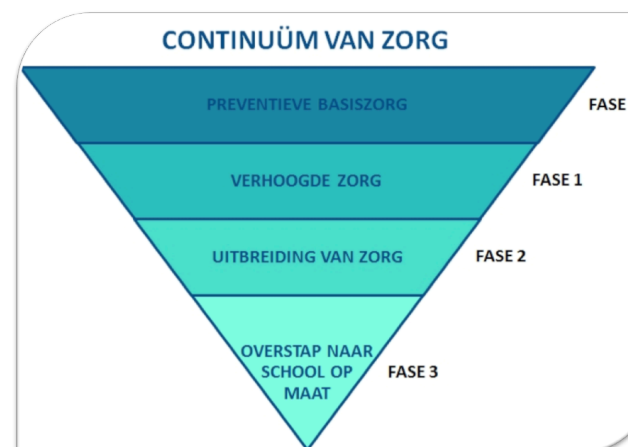 CONTINUÜM VAN ZORG
PREVENTIEVE BASISZORG
FASE
VERHOOGDE ZORG
FASE 1
UITBREIDING VAN ZORG
FASE 2
OVERSTAP NAAR
SCHOOL OP
MAAT
FASE 3